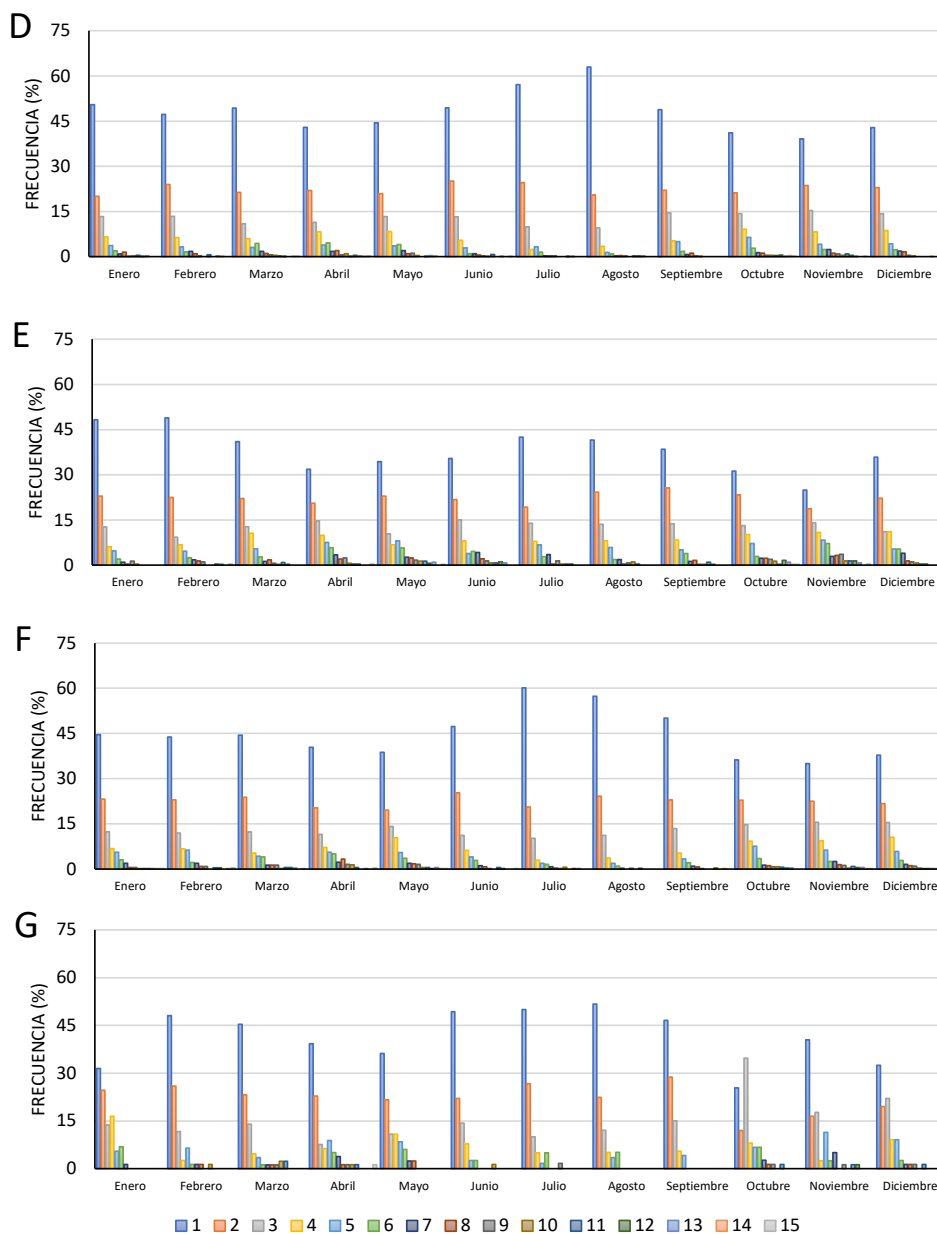 D
FRECUENCIA (%)
75
60
45
30
15
0
Enero Febrero Marzo Abril Mayo Junio Julio Agosto Septiembre Octubre Noviembre Diciembre
E
FRECUENCIA (%)
75
60
45
30
15
0
Enero Febrero Marzo Abril Mayo Junio Julio Agosto Septiembre Octubre Noviembre Diciembre
F
FRECUENCIA (%)
75
60
45
30
15
0
Enero Febrero Marzo Abril Mayo Junio Julio Agosto Septiembre Octubre Noviembre Diciembre
G
FRECUENCIA (%)
75
60
45
30
15
0
Enero Febrero Marzo Abril Mayo Junio Julio Agosto Septiembre Octubre Noviembre Diciembre
1 2 3 4 5 6 7 8 9 10 11 12 13 14 15